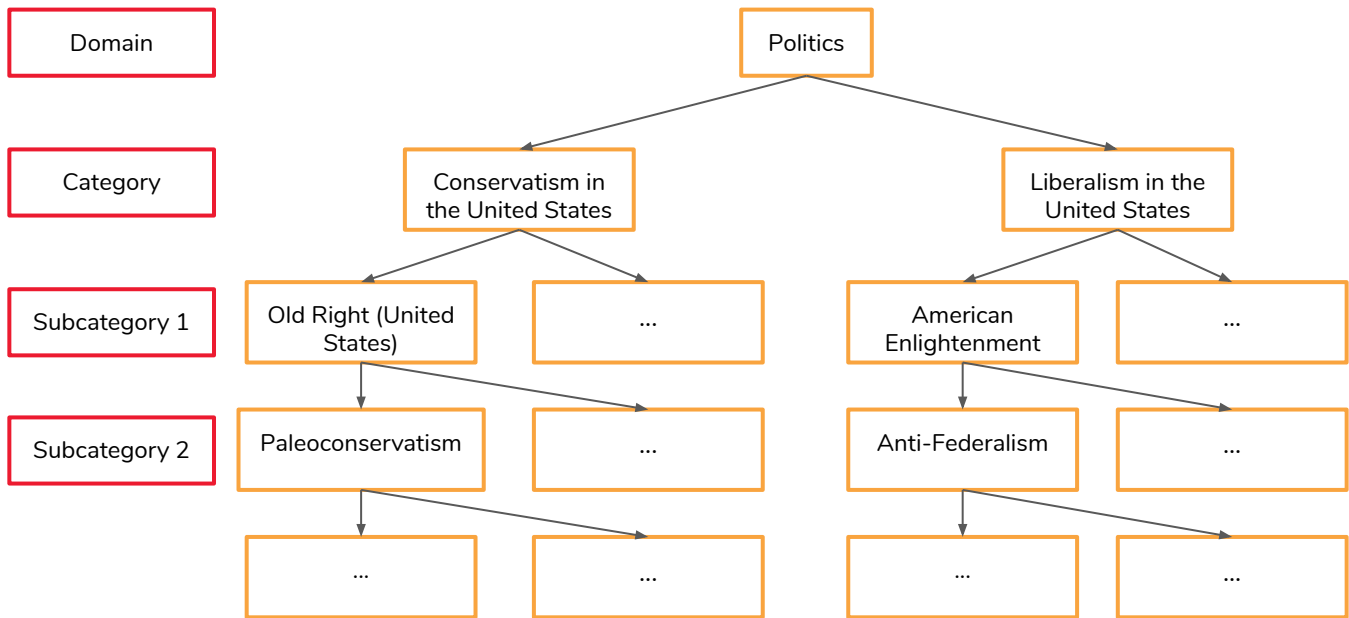 Domain
Politics
Category
Conservatism in
the United States
Liberalism in the
United States
Subcategory 1
Old Right (United
States)
...
American
Enlightenment
...
Subcategory 2
Paleoconservatism
...
Anti-Federalism
...
...
...
...
...